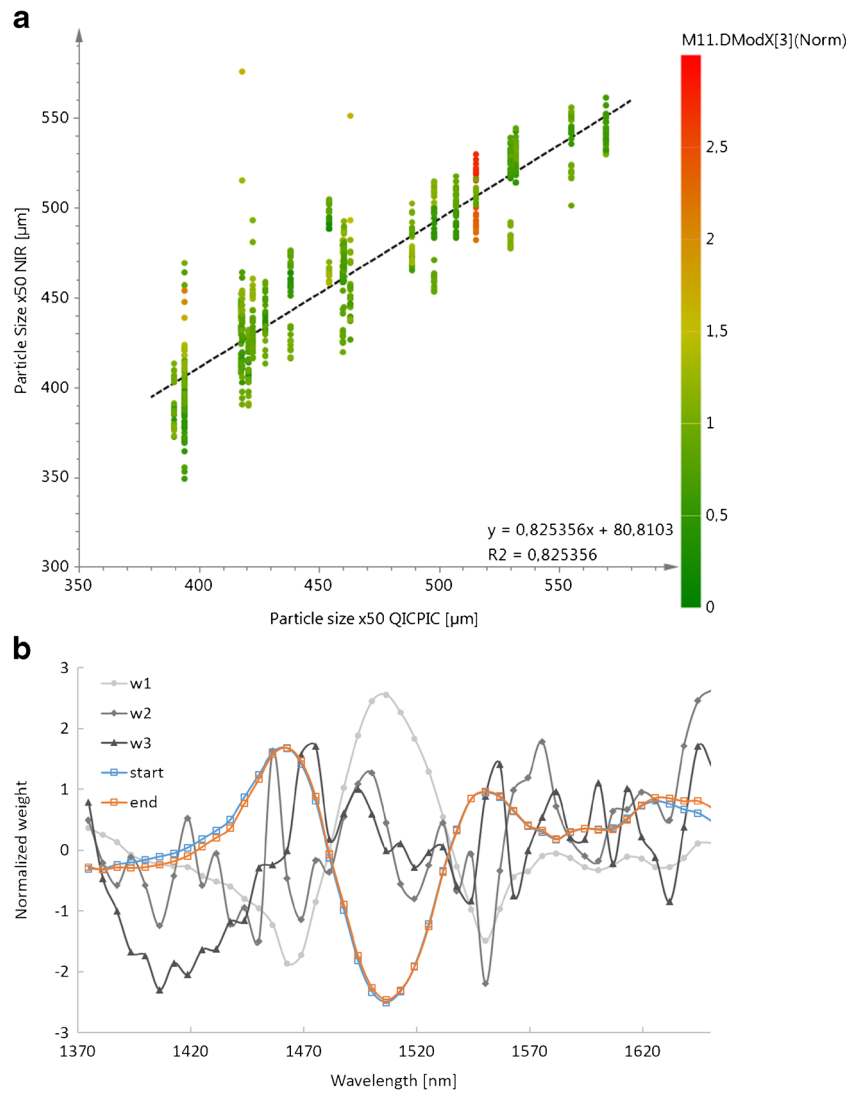 a
M11.DModX[3](Norm)
Particle Size x50 NIR [µm]
550
500
450
400
350
300
350 400 450 500 550
Particle size x50 QICPIC [µm]
y = 0,825356x + 80,8103
R2 = 0,825356
2,5
2
1,5
1
0,5
0
b
Normalized weight
3
2
1
0
-1
-2
-3
w1
w2
w3
start
end
1370 1420 1470 1520 1570 1620
Wavelength [nm]